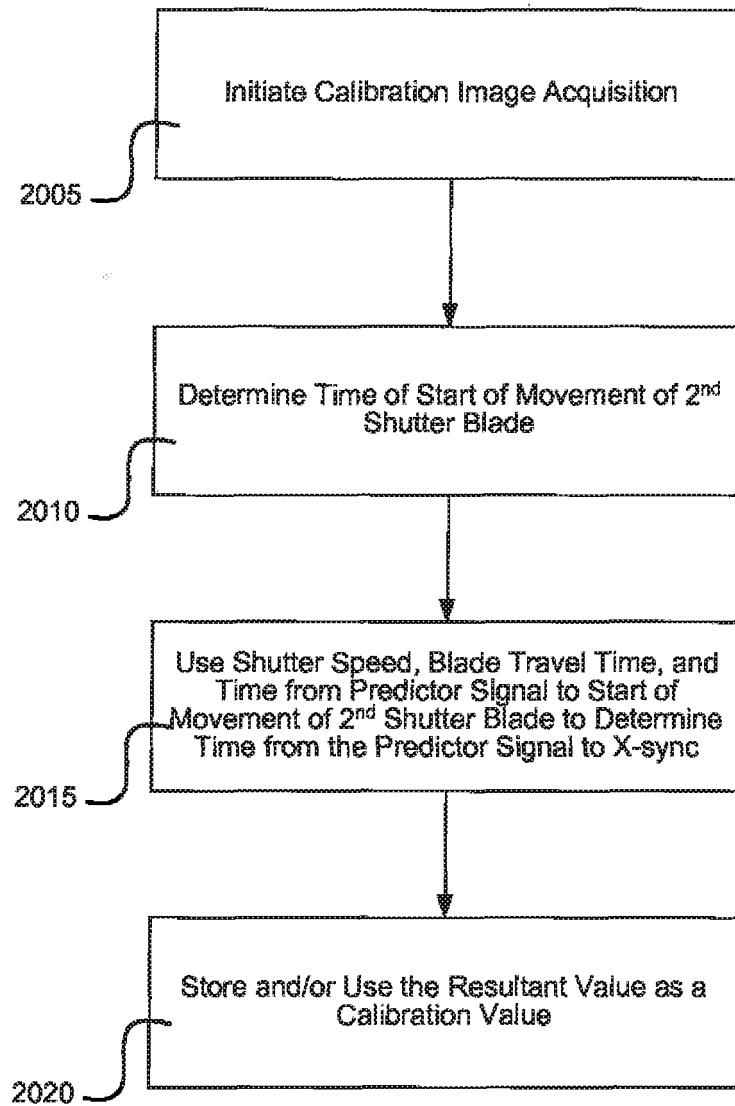 Initiate Calibration Image Acquisition
2005
Determine Time of Start of Movement of 2nd
Shutter Blade
2010
Use Shutter Speed, Blade Travel Time, and
Time from Predictor Signal to Start of
Movement of 2nd Shutter Blade to Determine
Time from the Predictor Signal to X-sync
2015
Store and/or Use the Resultant Value as a
Calibration Value
2020